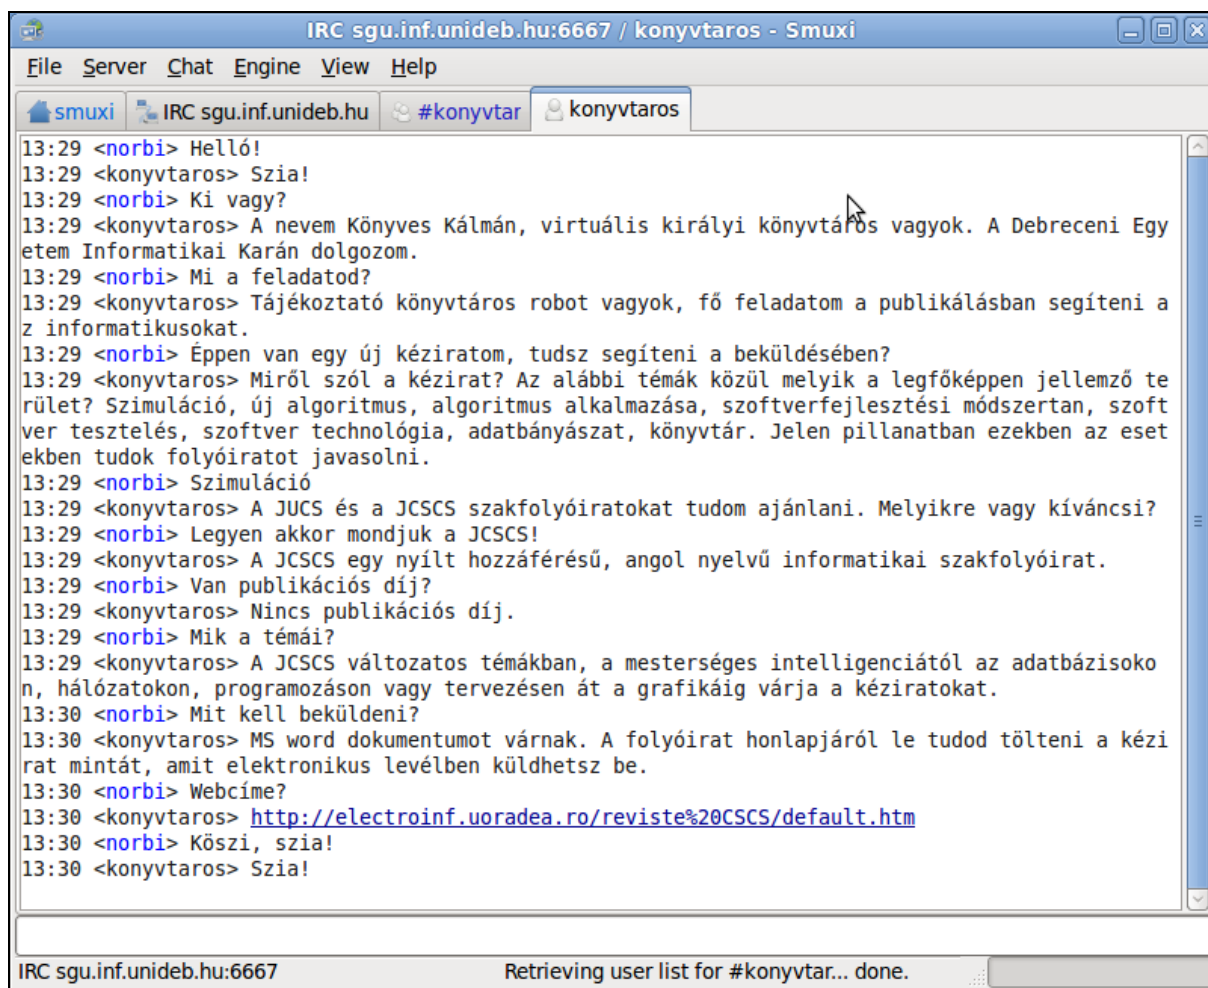 IRC sgu.inf.unideb.hu:6667 / konyvtaros - Smuxi
File Server Chat Engine View Help
smuxi IRC sgu.inf.unideb.hu #konyvtar konyvtaros
13:29 <norbi> Helló!
13:29 <konyvtaros> Szia!
13:29 <norbi> Ki vagy?
13:29 <konyvtaros> A nevem Könyves Kálmán, virtuális királyi könyvtáros vagyok. A Debreceni Egy
etem Informatikai Karán dolgozom.
13:29 <norbi> Mi a feladatod?
13:29 <konyvtaros> Tájékoztató könyvtáros robot vagyok, fő feladatom a publikálásban segíteni a
z informatikusokat.
13:29 <norbi> Éppen van egy új kéziratom, tudsz segíteni a beküldésében?
13:29 <konyvtaros> Miről szól a kézirat? Az alábbi témák közül melyik a legfőképpen jellemző te
rület? Szimuláció, új algoritmus, algoritmus alkalmazása, szoftverfejlesztési módszertan, szoft
ver tesztelés, szoftver technológia, adatbányászat, könyvtár. Jelen pillanatban ezekben az eset
ekben tudok folyóiratot javasolni.
13:29 <norbi> Szimuláció
13:29 <konyvtaros> A JUCS és a JCSCS szakfolyóiratokat tudom ajánlani. Melyikre vagy kíváncsi?
13:29 <norbi> Legyen akkor mondjuk a JCSCS!
13:29 <konyvtaros> A JCSCS egy nyílt hozzáférésű, angol nyelvű informatikai szakfolyóirat.
13:29 <norbi> Van publikációs díj?
13:29 <konyvtaros> Nincs publikációs díj.
13:29 <norbi> Mik a témái?
13:29 <konyvtaros> A JCSCS változatos témákban, a mesterséges intelligenciától az adatbázisoko
n, hálózatokon, programozáson vagy tervezésen át a grafikáig várja a kéziratokat.
13:30 <norbi> Mit kell beküldeni?
13:30 <konyvtaros> MS word dokumentumot várnak. A folyóirat honlapjáról le tudod tölteni a kézi
rat mintát, amit elektronikus levélben küldhetsz be.
13:30 <norbi> Webcíme?
13:30 <konyvtaros> http://electroinf.uoradea.ro/reviste%20CSCS/default.htm
13:30 <norbi> Köszi, szia!
13:30 <konyvtaros> Szia!
IRC sgu.inf.unideb.hu:6667 Retrieving user list for #konyvtar... done.